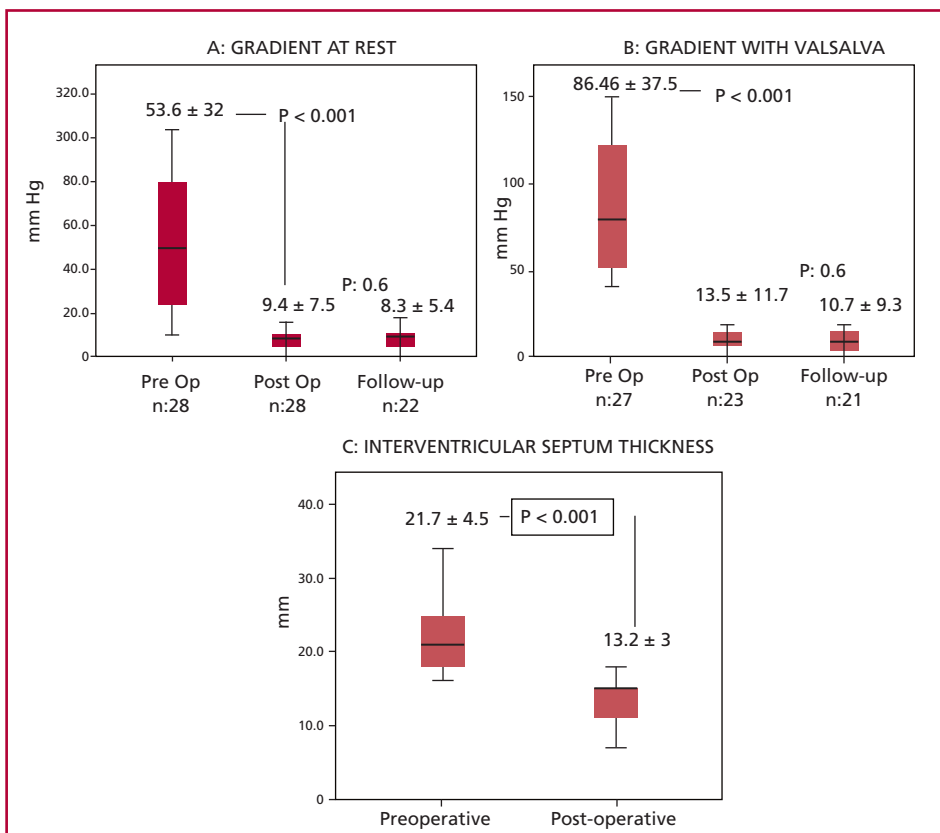 A: GRADIENT AT REST
320.0
300.0
80.0
60.0
40.0
20.0
0
mm Hg
53.6 ± 32
P < 0.001
P: 0.6
9.4 ± 7.5
8.3 ± 5.4
Pre Op
n:28
Post Op
n:28
Follow-up
n:22
B: GRADIENT WITH VALSALVA
150
100
50
0
mm Hg
86.46 ± 37.5
P < 0.001
P: 0.6
13.5 ± 11.7
10.7 ± 9.3
Pre Op
n:27
Post Op
n:23
Follow-up
n:21
C: INTERVENTRICULAR SEPTUM THICKNESS
40.0
30.0
20.0
10.0
0
mm
21.7 ± 4.5
P < 0.001
13.2 ± 3
Preoperative
Post-operative